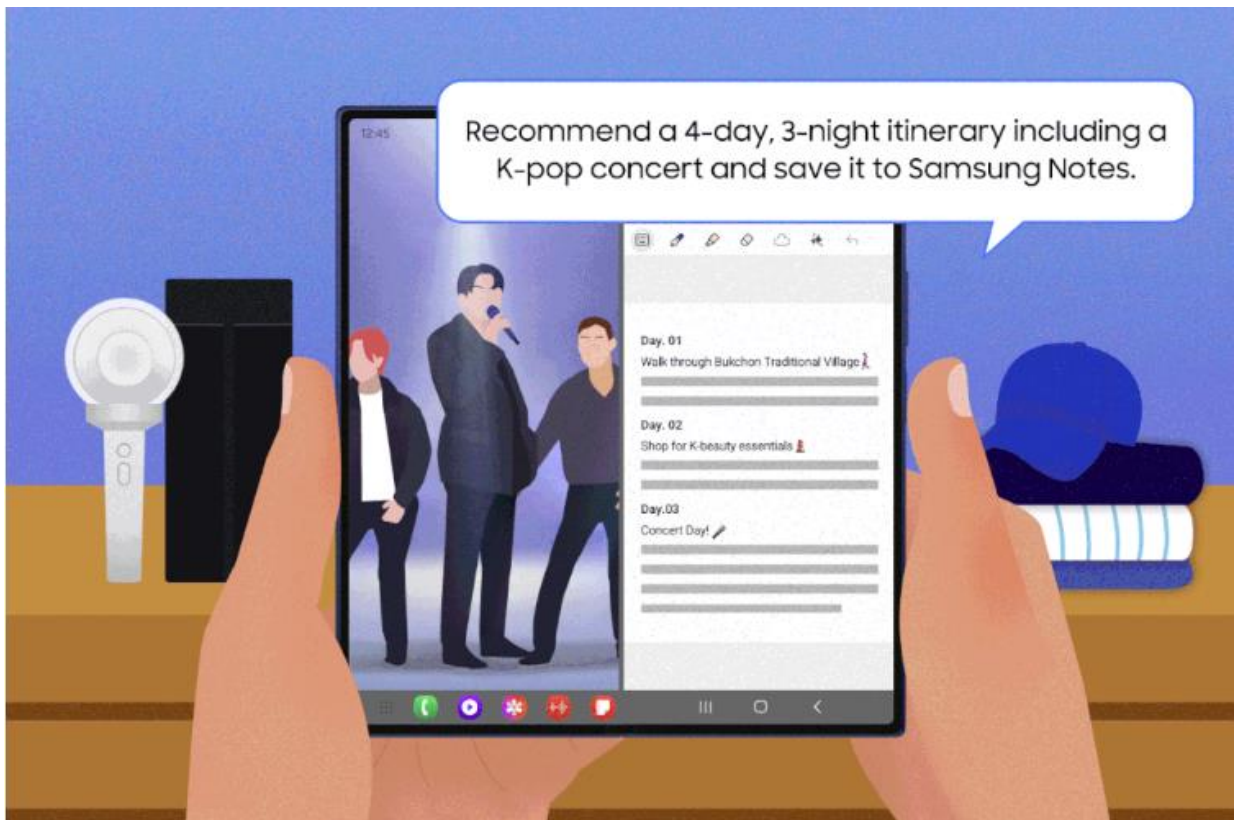 Recommend a 4-day, 3-night itinerary including a
K-pop concert and save it to Samsung Notes.
12:45
Day. 01
Walk through Bukchon Traditional Village
Day. 02
Shop for K-beauty essentials
Day.03
Concert Day!